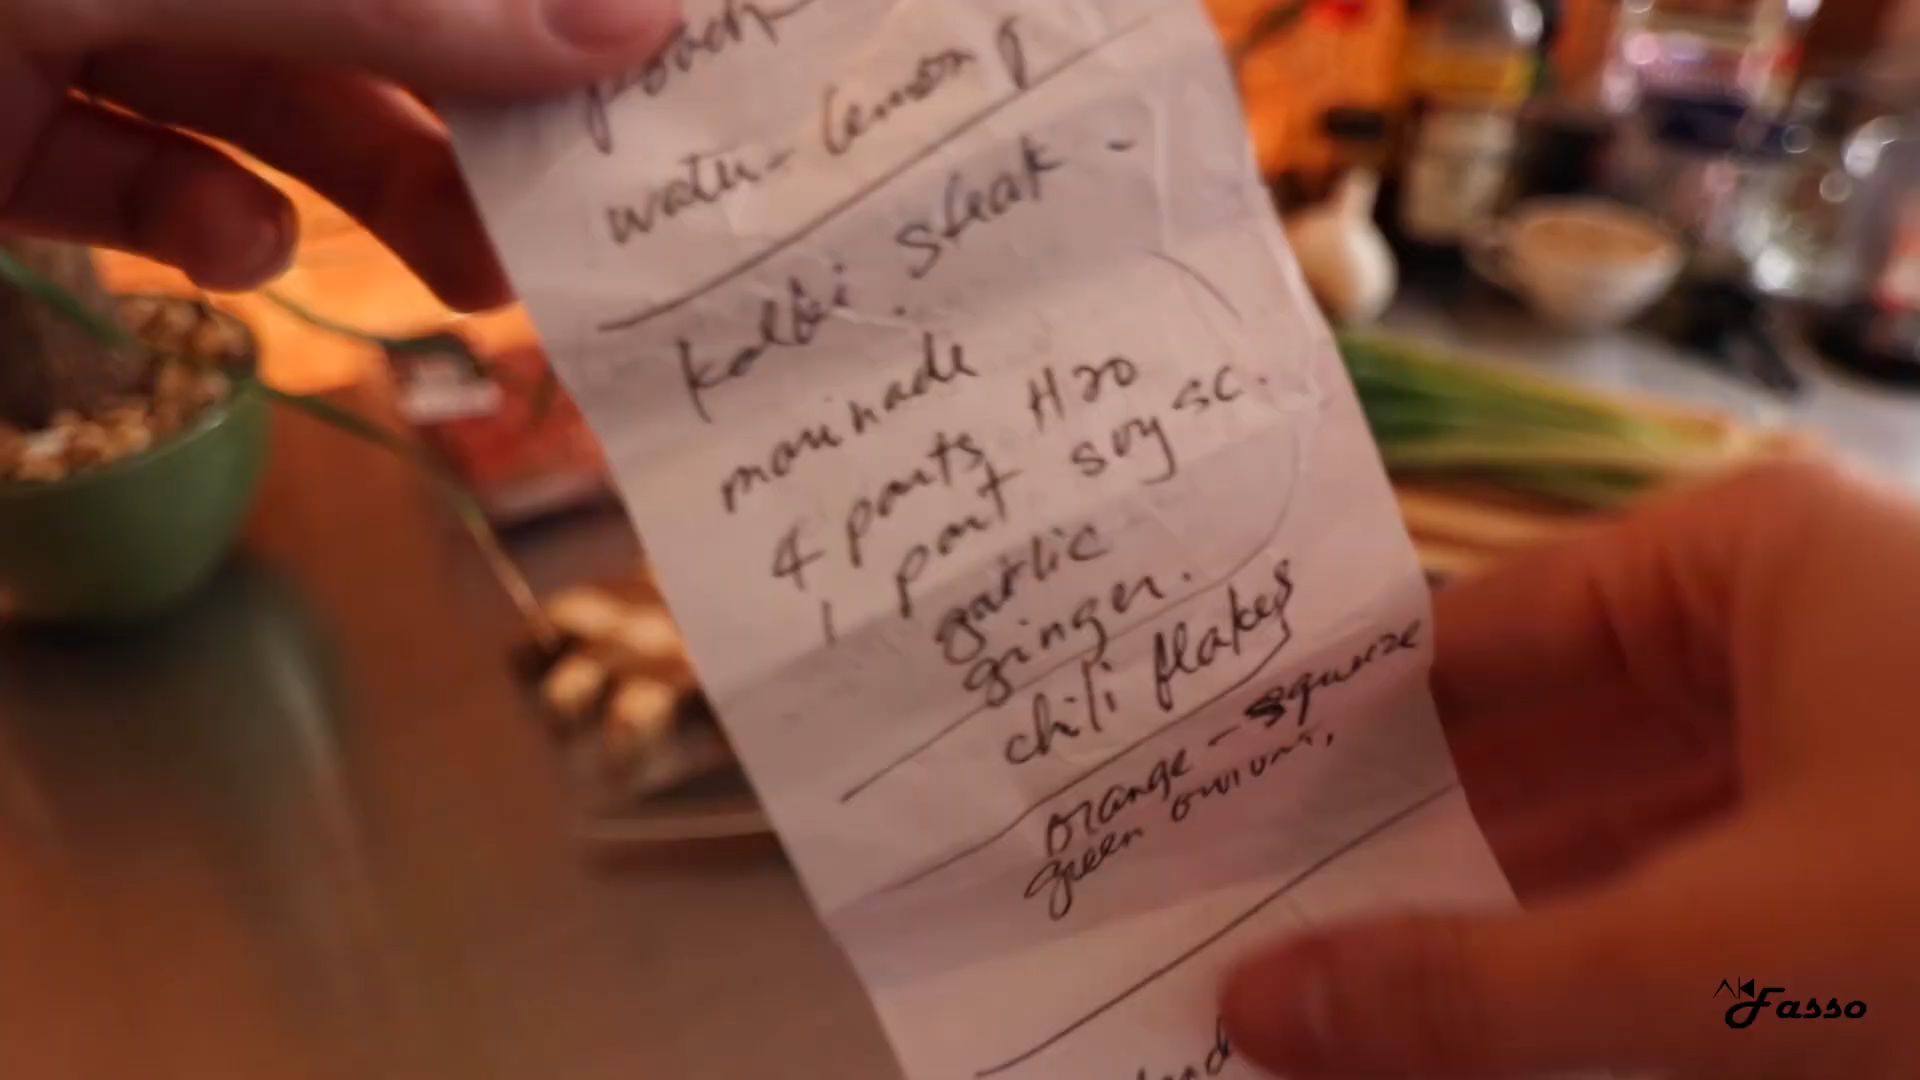 poach
water - lemon
kalbi steak -
marinade
4 parts H2O
1 part soy sc.
garlic
ginger.
chili flakes
orange - squeeze
green onions,
Fasso